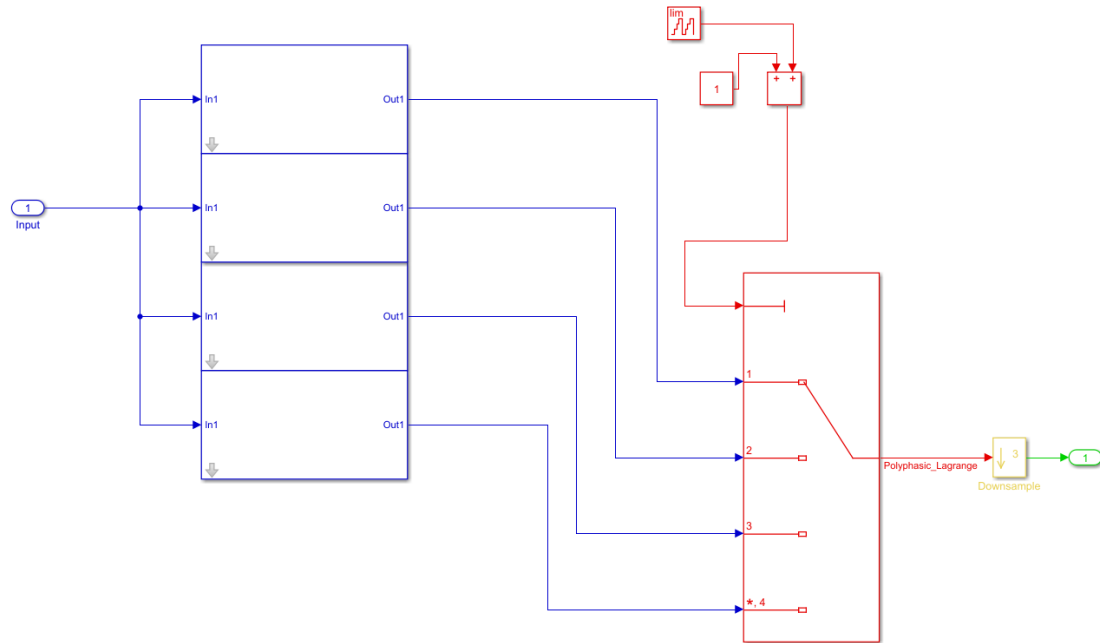 lim
1
+ +
In1 Out1
1
In1 Out1
Input
In1 Out1
In1 Out1
1
2
Polyphasic_Lagrange
3
1
Downsample
3
*, 4